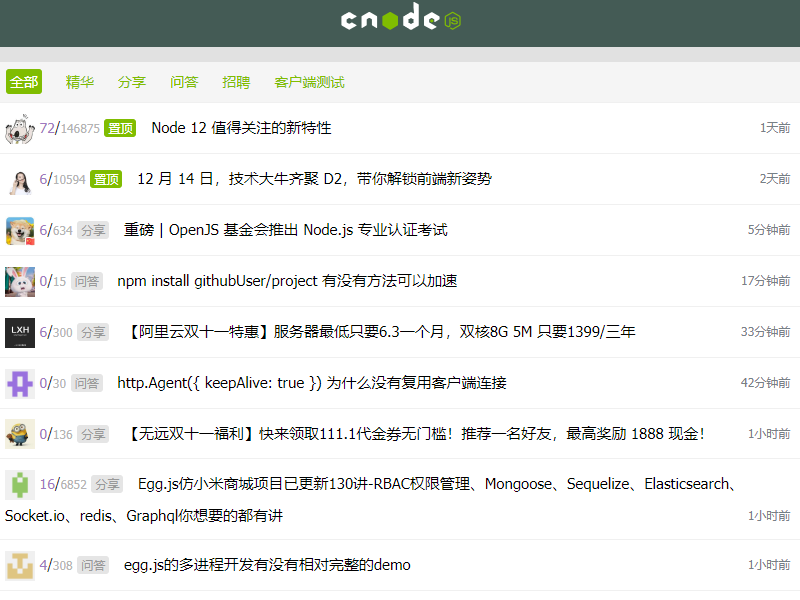 cnode JS
全部 精华 分享 问答 招聘 客户端测试
72/146875 置顶 Node 12 值得关注的新特性 1天前
6/10594 置顶 12 月 14 日，技术大牛齐聚 D2，带你解锁前端新姿势 2天前
6/634 分享 重磅 | OpenJS 基金会推出 Node.js 专业认证考试 5分钟前
0/15 问答 npm install githubUser/project 有没有方法可以加速 17分钟前
LXH 6/300 分享 【阿里云双十一特惠】服务器最低只要6.3一个月，双核8G 5M 只要1399/三年 33分钟前
0/30 问答 http.Agent({ keepAlive: true }) 为什么没有复用客户端连接 42分钟前
0/136 分享 【无远双十一福利】快来领取111.1代金券无门槛！推荐一名好友，最高奖励 1888 现金！ 1小时前
16/6852 分享 Egg.js仿小米商城项目已更新130讲-RBAC权限管理、Mongoose、Sequelize、Elasticsearch、
Socket.io、redis、Graphql你想要的都有讲 1小时前
4/308 问答 egg.js的多进程开发有没有相对完整的demo 1小时前